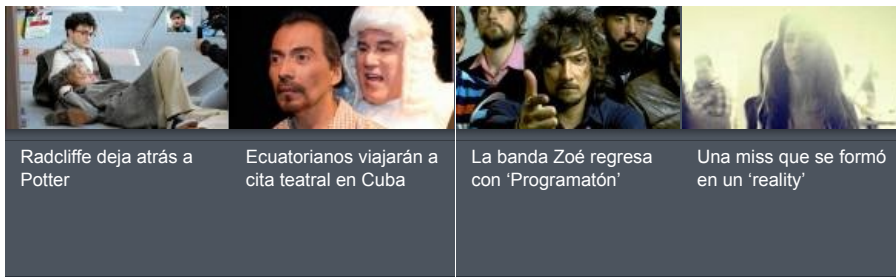 Radcliffe deja atrás a
Potter
Ecuatorianos viajarán a
cita teatral en Cuba
La banda Zoé regresa
con ‘Programatón’
Una miss que se formó
en un ‘reality’